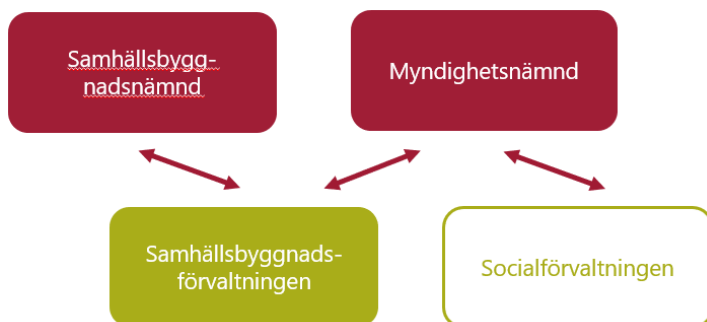 Samhällsbygg-
nadsnämnd
Myndighetsnämnd
Samhällsbyggnads-
förvaltningen
Socialförvaltningen